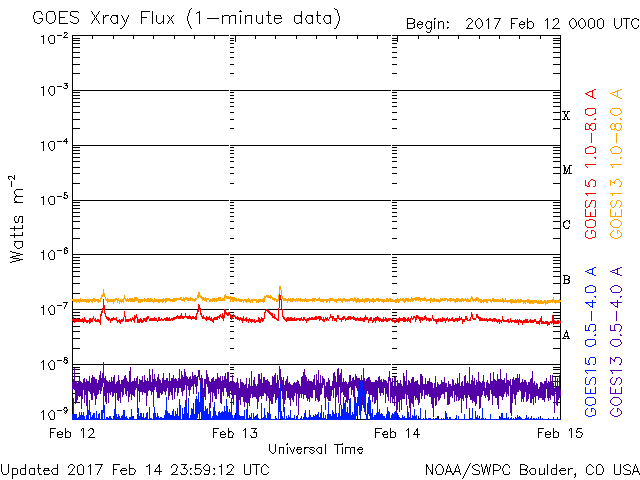 GOES Xray Flux (1-minute data)
Begin: 2017 Feb 12 0000 UTC
10-2
10-3
10-4
10-5
10-6
10-7
10-8
10-9
Watts m-2
X
M
C
B
A
GOES15 1.0-8.0 A
GOES13 1.0-8.0 A
GOES15 0.5-4.0 A
GOES13 0.5-4.0 A
Feb 12 Feb 13 Feb 14 Feb 15
Universal Time
Updated 2017 Feb 14 23:59:12 UTC NOAA/SWPC Boulder, CO USA